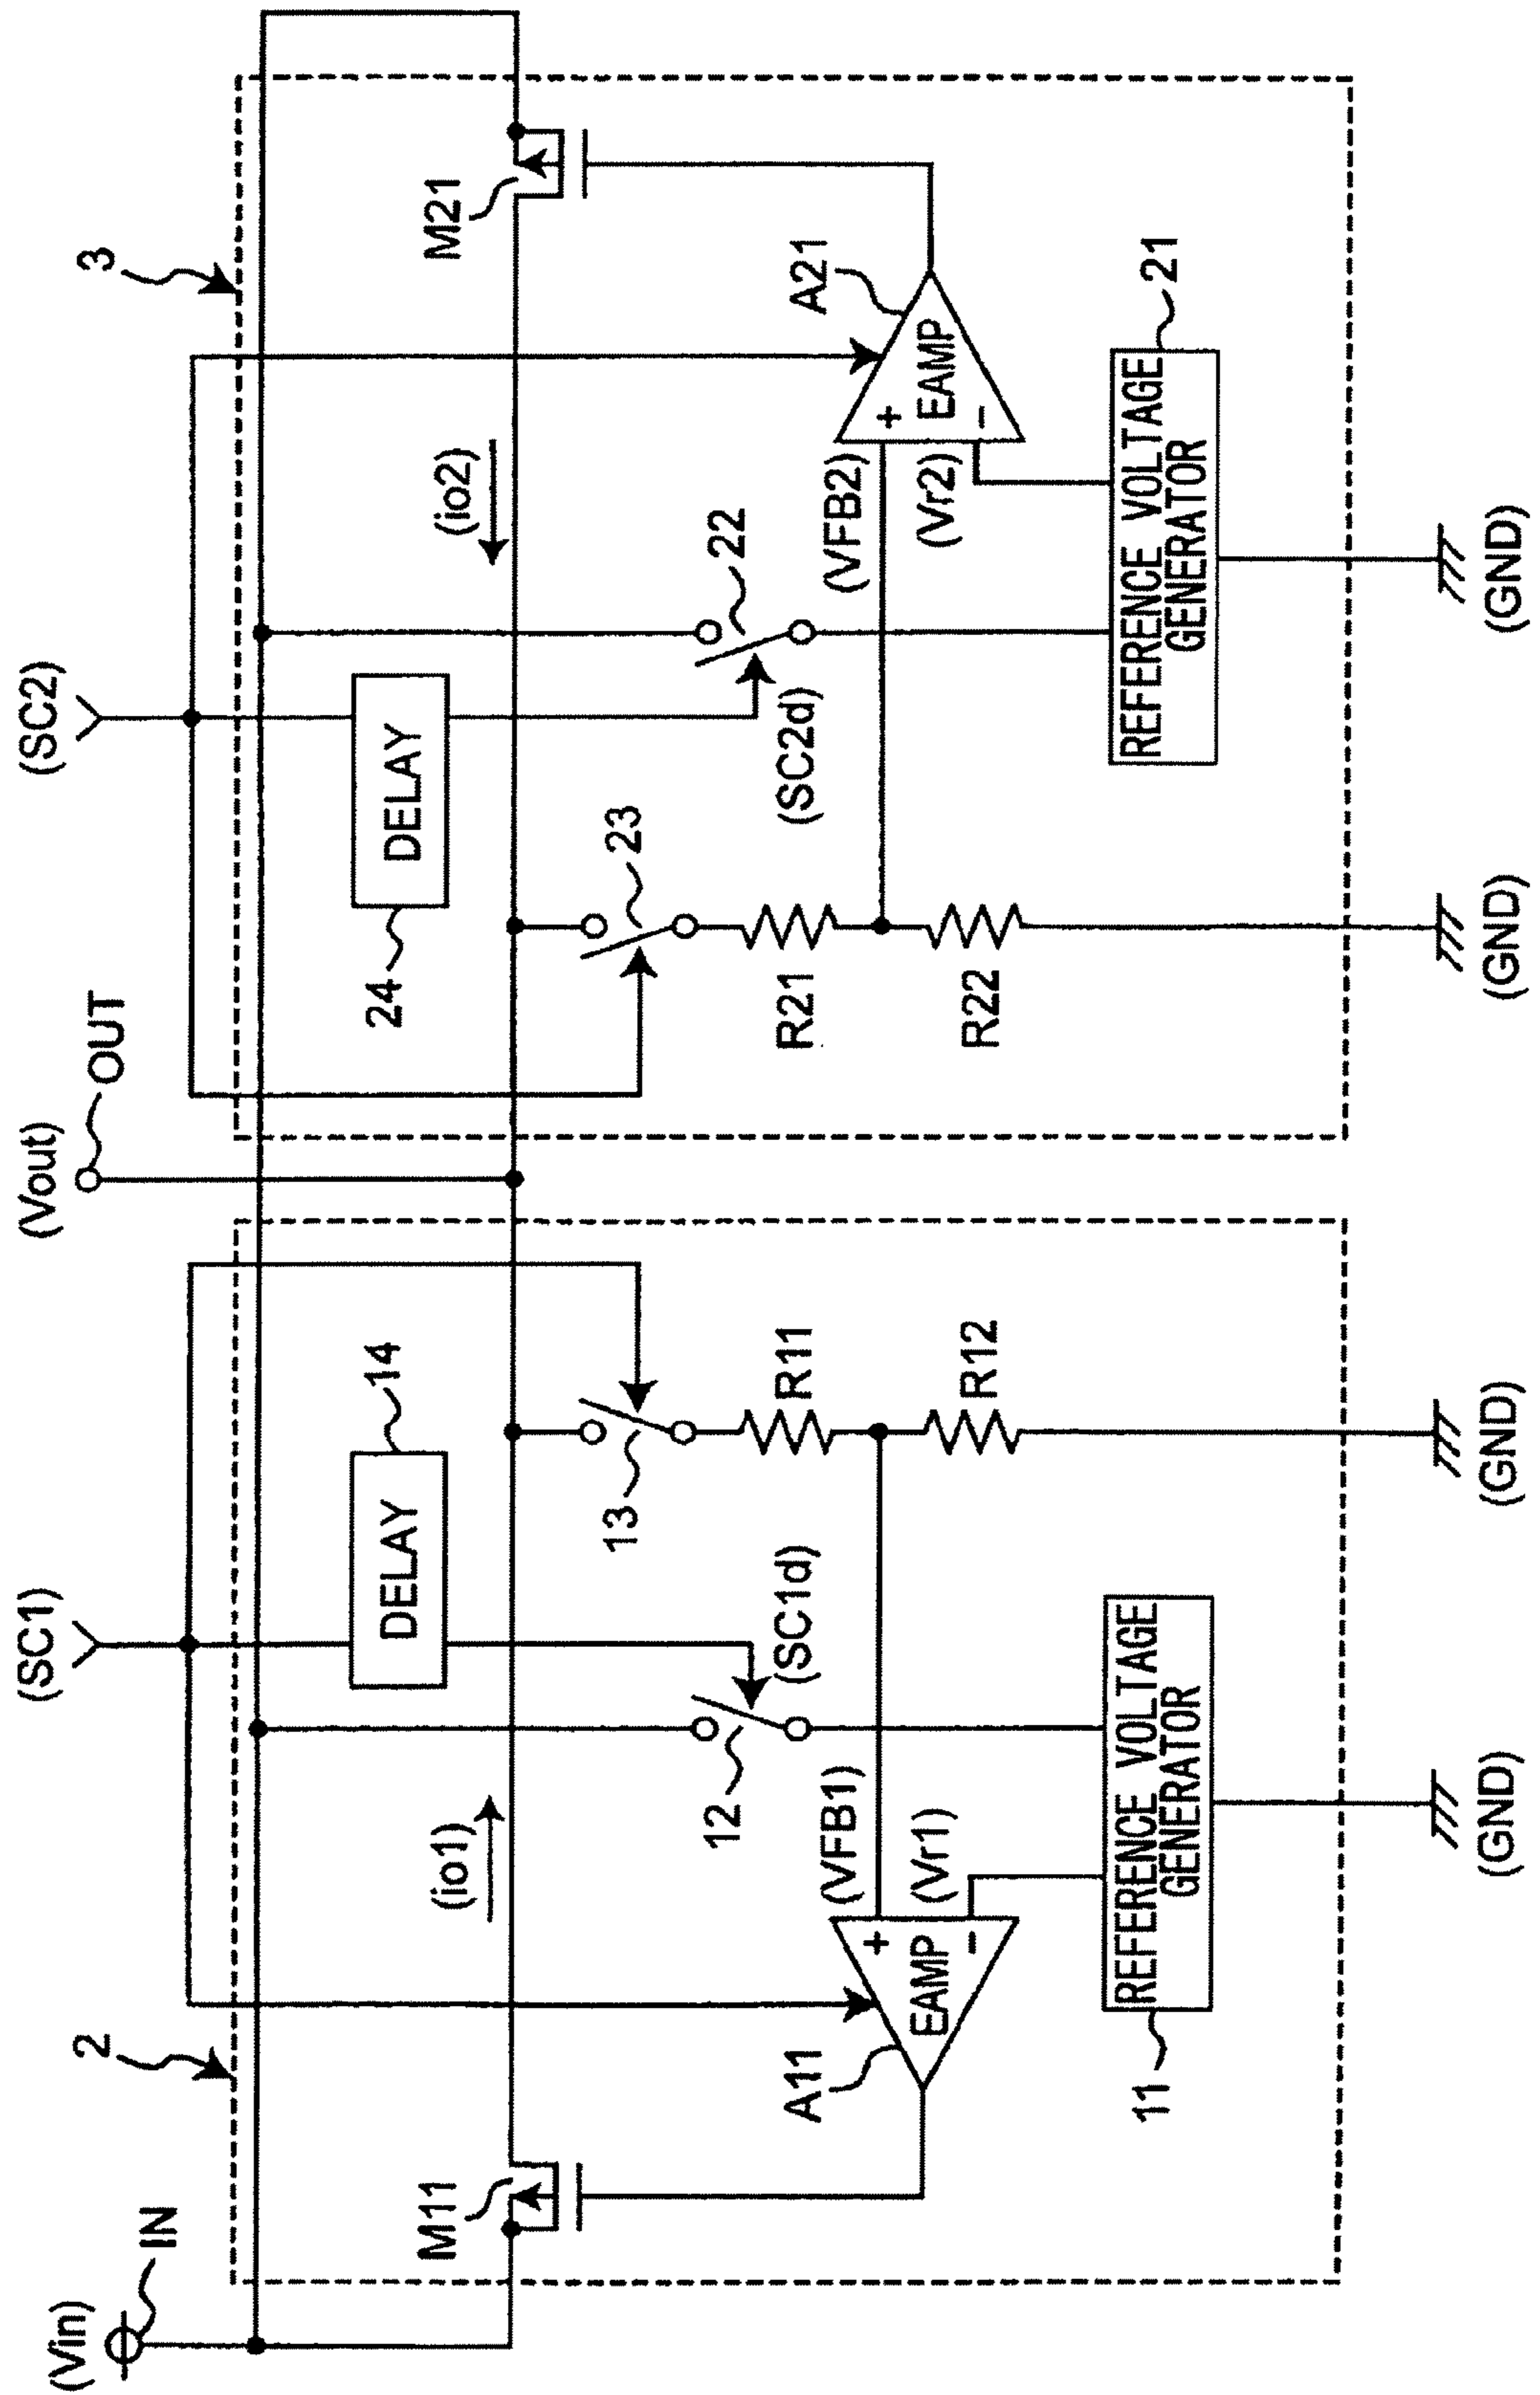 (Vin)
IN
(SC1)
(Vout)
OUT
(SC2)
2
3
14
DELAY
24
DELAY
M11
(io1)
(io2)
M21
12
13
23
22
(SC1d)
R11
R21
(SC2d)
A11
EAMP
+
-
(VFB1)
(Vr1)
R12
R22
(VFB2)
(Vr2)
+
-
EAMP
A21
11
REFERENCE VOLTAGE
GENERATOR
REFERENCE VOLTAGE
GENERATOR
21
(GND)
(GND)
(GND)
(GND)